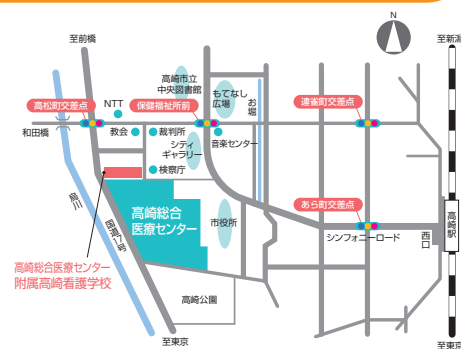 N
至前橋
至新潟
高崎市立
中央図書館
もてなし
広場
お堀
高松町交差点
NTT
保健福祉所前
連雀町交差点
和田橋
教会
裁判所
音楽センター
シティ
ギャラリー
検察庁
烏川
国道17号
高崎総合
医療センター
市役所
あら町交差点
シンフォニーロード
西口
高崎駅
高崎総合医療センター
附属高崎看護学校
高崎公園
至東京
至東京